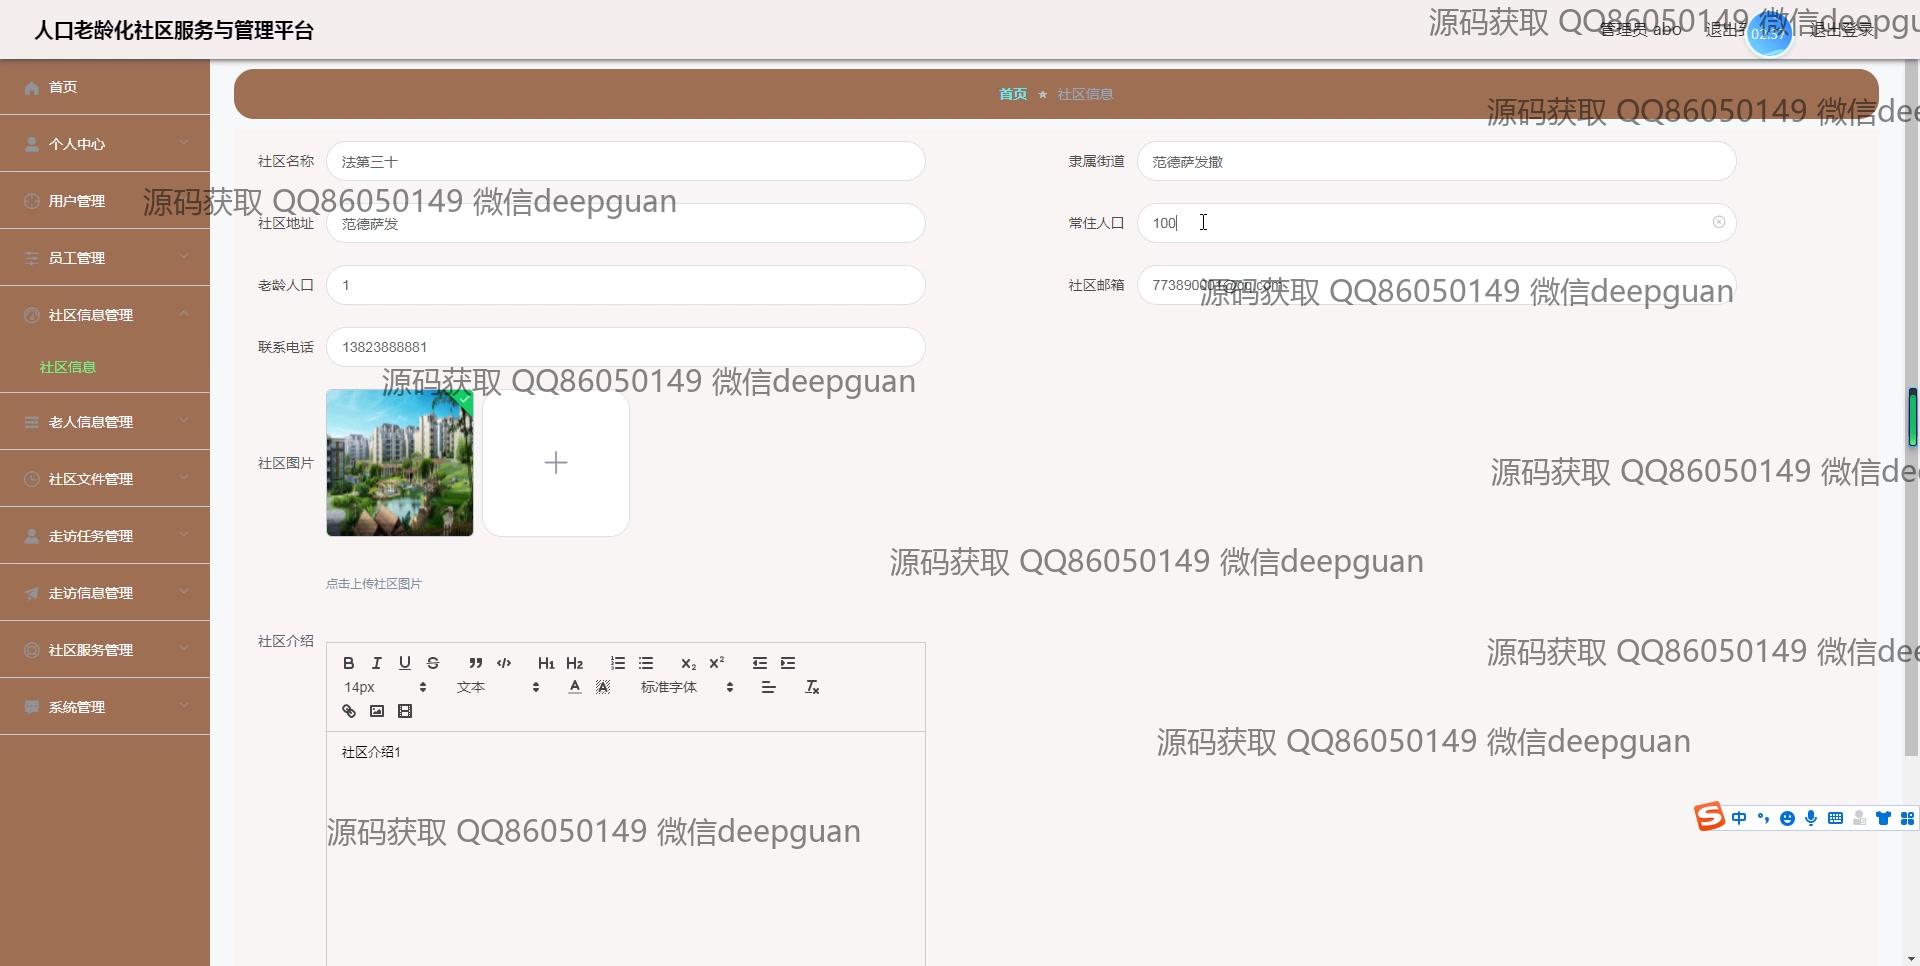 人口老龄化社区服务与管理平台
源码获取 QQ86050149 微信deepgu
管理员 abo
退出到
02:37
退出登录
首页
个人中心
用户管理
员工管理
社区信息管理
社区信息
老人信息管理
社区文件管理
走访任务管理
走访信息管理
社区服务管理
系统管理
首页 ★ 社区信息
源码获取 QQ86050149 微信dee
社区名称 法第三十
隶属街道 范德萨发撒
源码获取 QQ86050149 微信deepguan
社区地址 范德萨发
常住人口 100
老龄人口 1
社区邮箱 773890001@qq.com
源码获取 QQ86050149 微信deepguan
联系电话 13823888881
源码获取 QQ86050149 微信deepguan
社区图片
源码获取 QQ86050149 微信dee
源码获取 QQ86050149 微信deepguan
点击上传社区图片
社区介绍
源码获取 QQ86050149 微信dee
B I U S H1 H2 X2 X2
14px 文本 A A 标准字体 Tx
社区介绍1
源码获取 QQ86050149 微信deepguan
中
源码获取 QQ86050149 微信deepguan